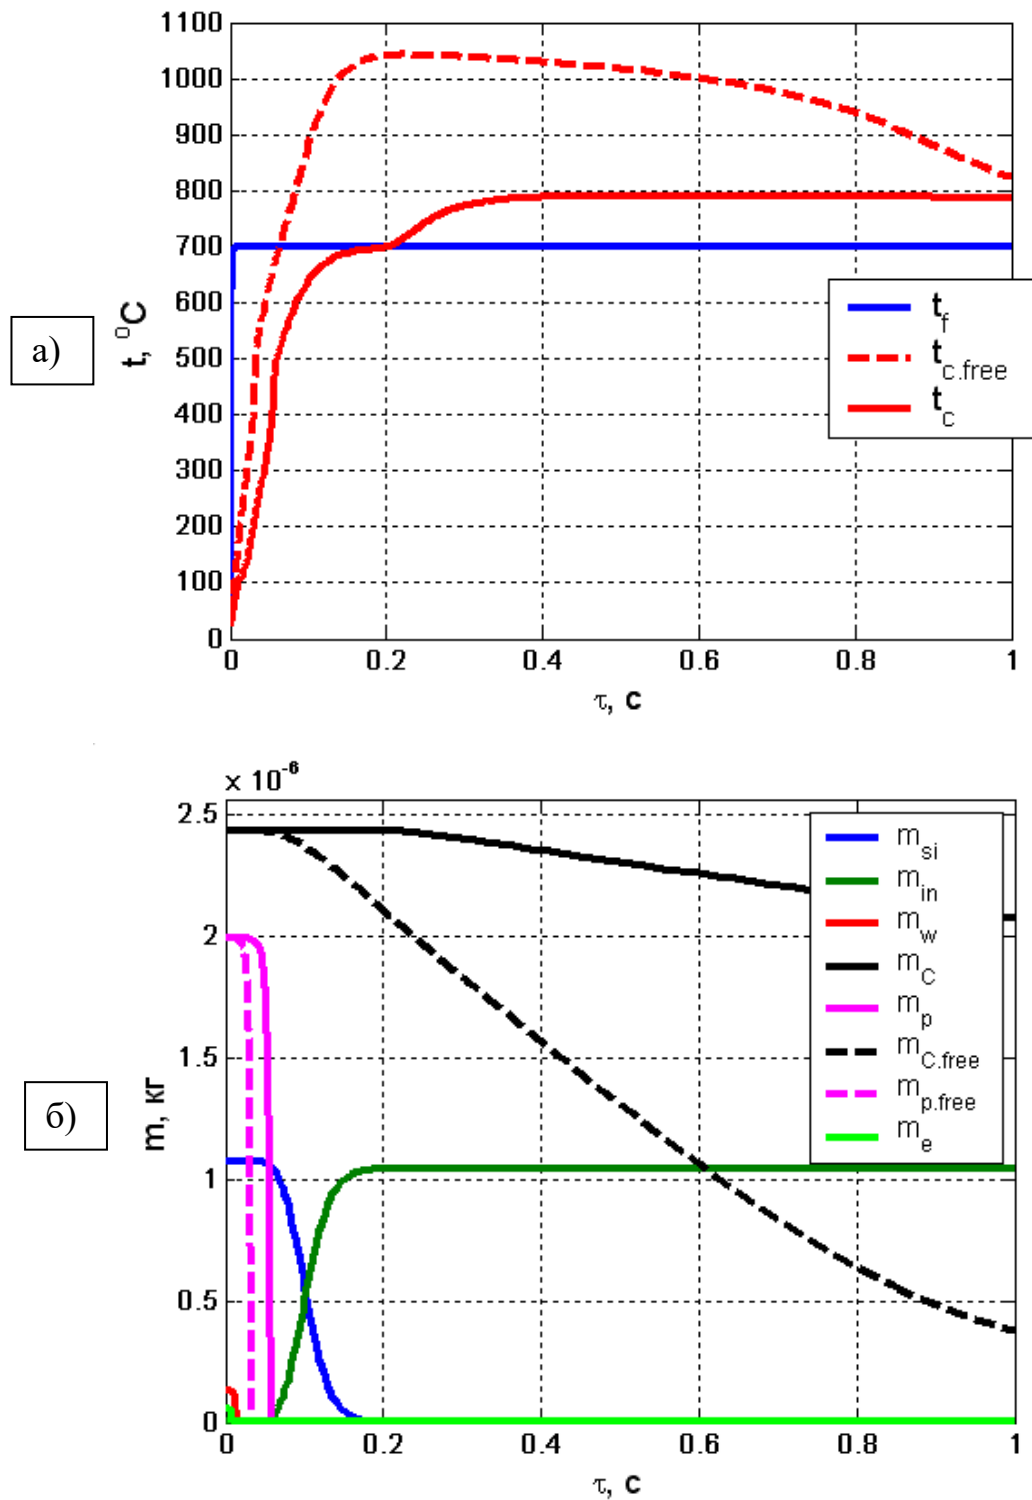 1100
1000
900
800
700
600
500
400
300
200
100
0
t, °C
а)
0 0.2 0.4 0.6 0.8 1
τ, с
t_f
t_c.free
t_c
× 10⁻⁶
2.5
2
1.5
1
0.5
0
m, кг
б)
0 0.2 0.4 0.6 0.8 1
τ, с
m_si
m_in
m_w
m_C
m_p
m_C.free
m_p.free
m_e